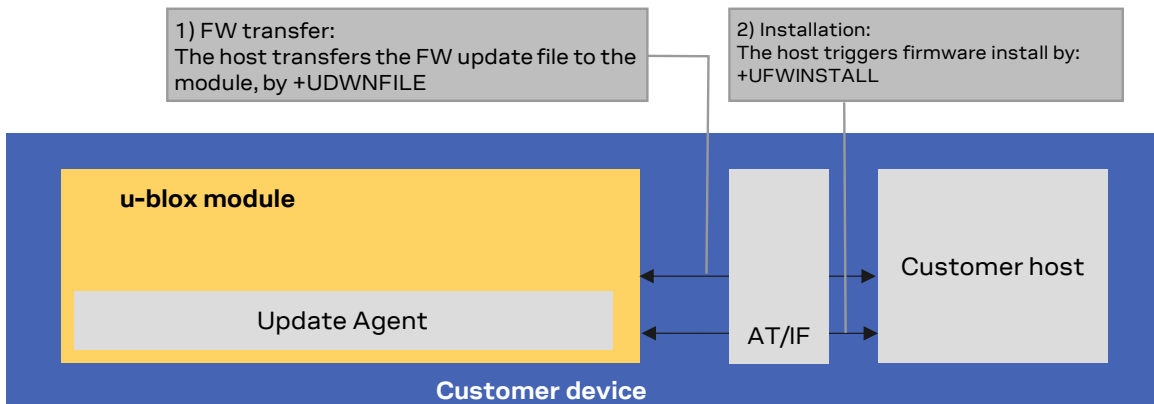 1) FW transfer:
The host transfers the FW update file to the
module, by +UDWNFILE
2) Installation:
The host triggers firmware install by:
+UFWINSTALL
u-blox module
Update Agent
AT/IF
Customer host
Customer device